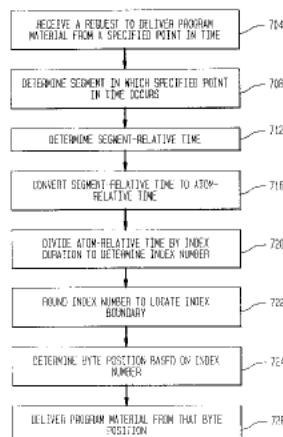 RECEIVE A REQUEST TO DELIVER PROGRAM
MATERIAL FROM A SPECIFIED POINT IN TIME
704
DETERMINE SEGMENT IN WHICH SPECIFIED POINT
IN TIME OCCURS
708
DETERMINE SEGMENT-RELATIVE TIME
712
CONVERT SEGMENT-RELATIVE TIME TO ATOM-
RELATIVE TIME
716
DIVIDE ATOM-RELATIVE TIME BY INDEX
DURATION TO DETERMINE INDEX NUMBER
720
ROUND INDEX NUMBER TO LOCATE INDEX
BOUNDARY
722
DETERMINE BYTE POSITION BASED ON INDEX
NUMBER
724
DELIVER PROGRAM MATERIAL FROM THAT BYTE
POSITION
728